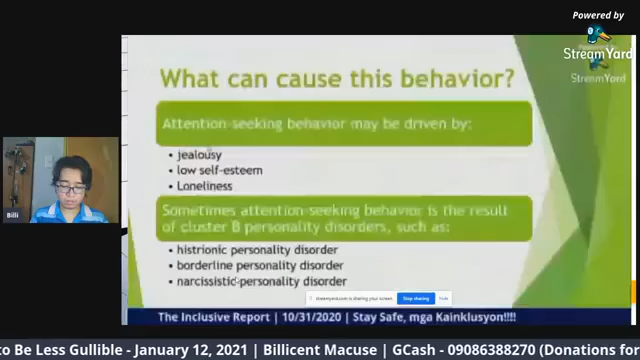 Powered by
StreamYard
StreamYard
What can cause this behavior?
Attention-seeking behavior may be driven by:
• jealousy
• low self-esteem
• Loneliness
Sometimes attention-seeking behavior is the result
of cluster B personality disorders, such as:
• histrionic personality disorder
• borderline personality disorder
• narcissistic personality disorder
streamyard.com is sharing your screen.
Stop sharing
Hide
Billi
The Inclusive Report | 10/31/2020 | Stay Safe, mga Kainklusyon!!!!
to Be Less Gullible - January 12, 2021 | Billicent Macuse | GCash - 09086388270 (Donations for